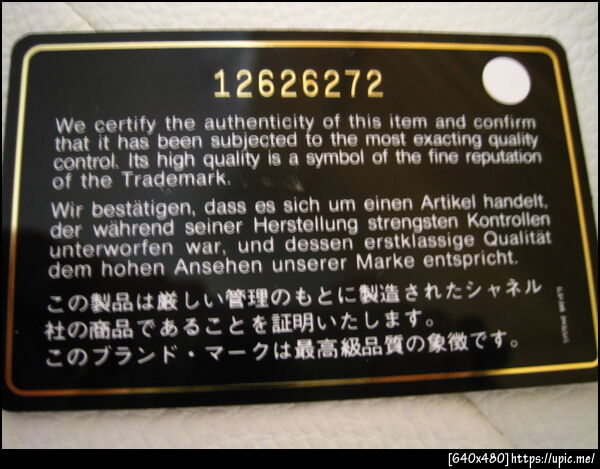 12626272
We certify the authenticity of this item and confirm
that it has been subjected to the most exacting quality
control. Its high quality is a symbol of the fine reputation
of the Trademark.
Wir bestätigen, dass es sich um einen Artikel handelt,
der während seiner Herstellung strengsten Kontrollen
unterworfen war, und dessen erstklassige Qualität
dem hohen Ansehen unserer Marke entspricht.
この製品は厳しい管理のもとに製造されたシャネル
社の商品であることを証明いたします。
このブランド・マークは最高級品質の象徴です。
[640x480]https://upic.me/